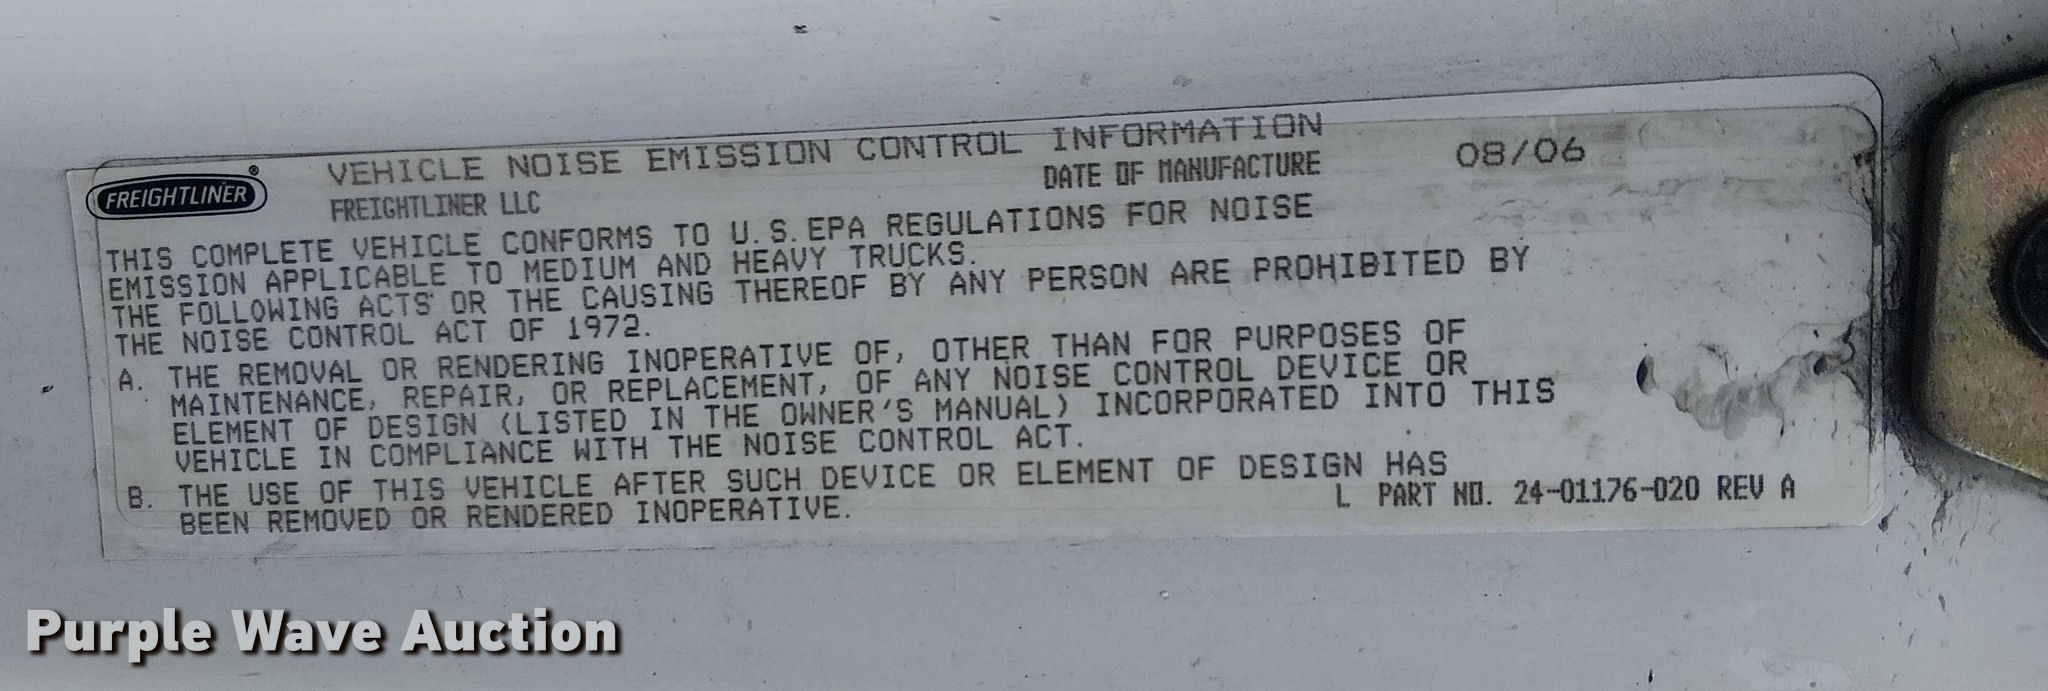 FREIGHTLINER®
VEHICLE NOISE EMISSION CONTROL INFORMATION
FREIGHTLINER LLC
DATE OF MANUFACTURE 08/06
THIS COMPLETE VEHICLE CONFORMS TO U.S. EPA REGULATIONS FOR NOISE
EMISSION APPLICABLE TO MEDIUM AND HEAVY TRUCKS.
THE FOLLOWING ACTS OR THE CAUSING THEREOF BY ANY PERSON ARE PROHIBITED BY
THE NOISE CONTROL ACT OF 1972.
A. THE REMOVAL OR RENDERING INOPERATIVE OF, OTHER THAN FOR PURPOSES OF
MAINTENANCE, REPAIR, OR REPLACEMENT, OF ANY NOISE CONTROL DEVICE OR
ELEMENT OF DESIGN (LISTED IN THE OWNER'S MANUAL) INCORPORATED INTO THIS
VEHICLE IN COMPLIANCE WITH THE NOISE CONTROL ACT.
B. THE USE OF THIS VEHICLE AFTER SUCH DEVICE OR ELEMENT OF DESIGN HAS
BEEN REMOVED OR RENDERED INOPERATIVE.
L PART NO. 24-01176-020 REV A
Purple Wave Auction